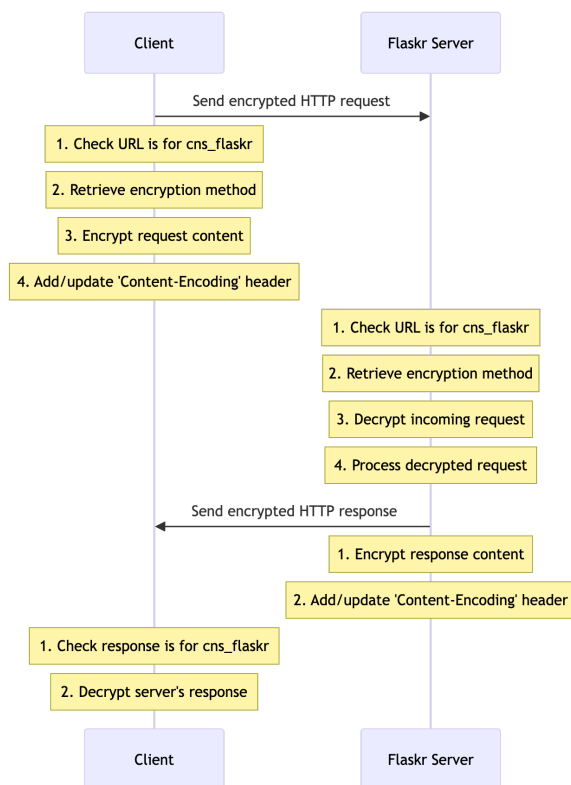 Client
Flaskr Server
Send encrypted HTTP request
1. Check URL is for cns_flaskr
2. Retrieve encryption method
3. Encrypt request content
4. Add/update 'Content-Encoding' header
1. Check URL is for cns_flaskr
2. Retrieve encryption method
3. Decrypt incoming request
4. Process decrypted request
Send encrypted HTTP response
1. Encrypt response content
2. Add/update 'Content-Encoding' header
1. Check response is for cns_flaskr
2. Decrypt server's response
Client
Flaskr Server